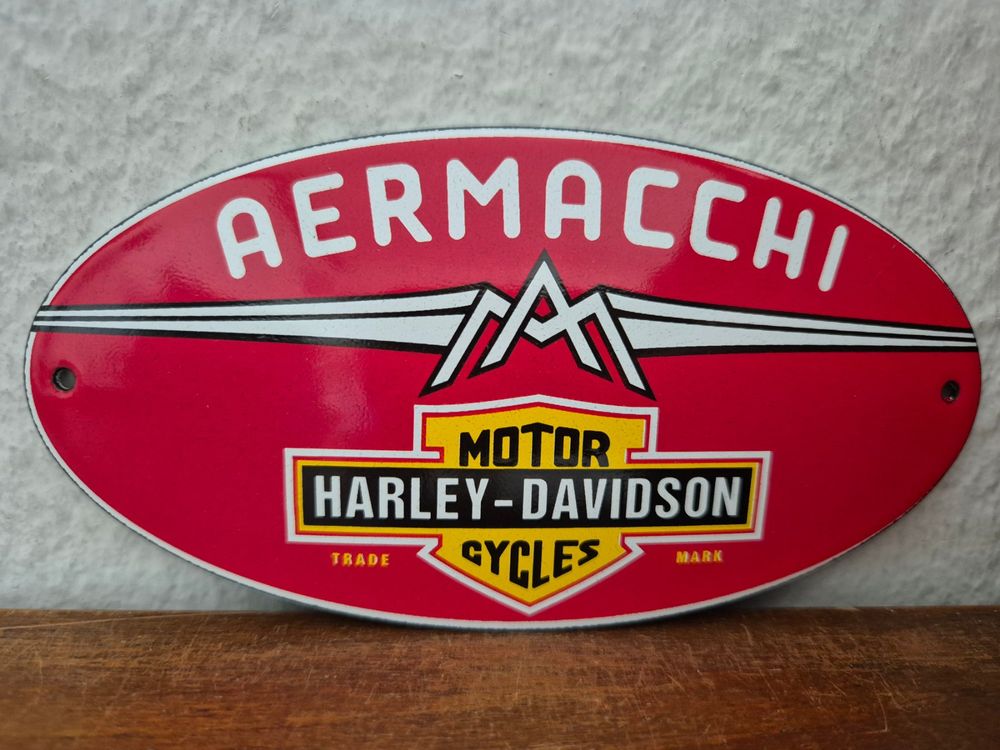 AERMACCHI
MOTOR
HARLEY-DAVIDSON
CYCLES
TRADE MARK